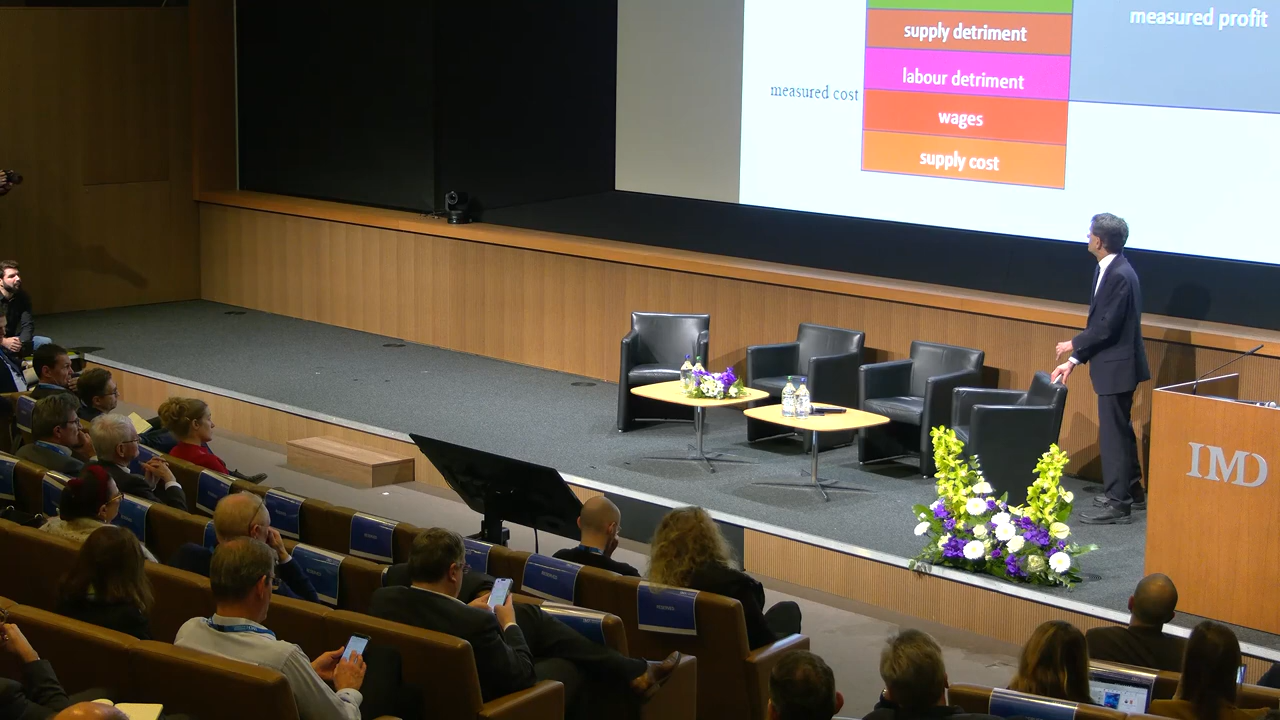 measured profit
supply detriment
labour detriment
measured cost
wages
supply cost
IMD